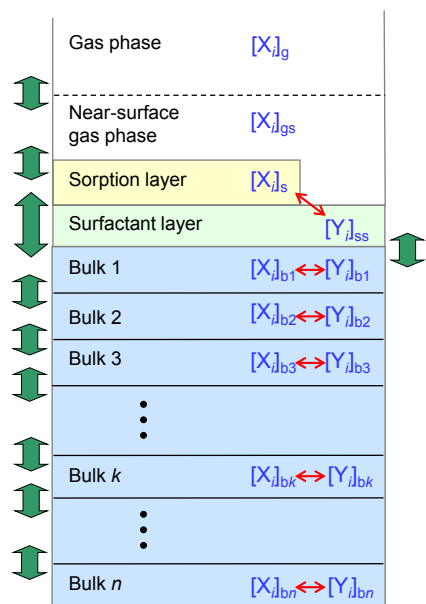 Gas phase [Xi]g
Near-surface
gas phase [Xi]gs
Sorption layer [Xi]s
Surfactant layer [Yi]ss
Bulk 1 [Xi]b1 [Yi]b1
Bulk 2 [Xi]b2 [Yi]b2
Bulk 3 [Xi]b3 [Yi]b3
Bulk k [Xi]bk [Yi]bk
Bulk n [Xi]bn [Yi]bn